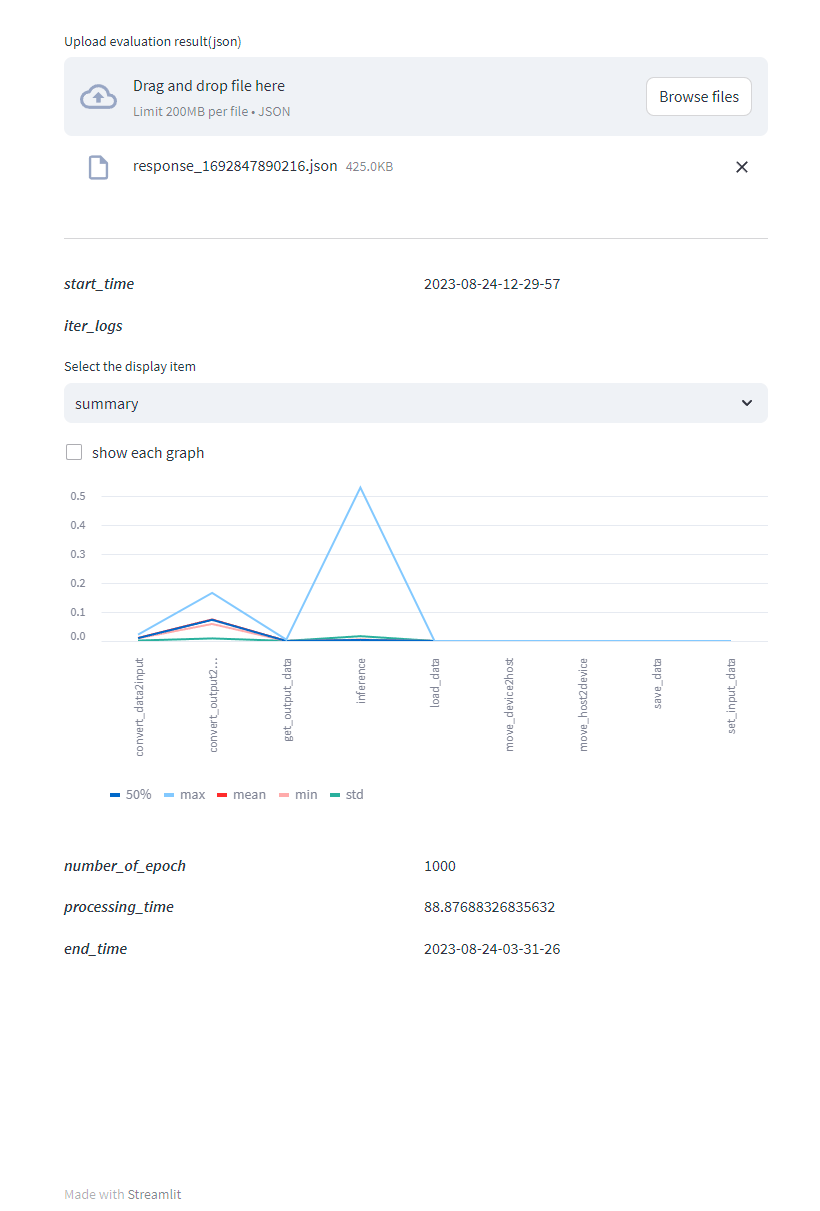 Upload evaluation result(json)
Drag and drop file here
Limit 200MB per file • JSON
Browse files
response_1692847890216.json 425.0KB
start_time 2023-08-24-12-29-57
iter_logs
Select the display item
summary
show each graph
0.5
0.4
0.3
0.2
0.1
0.0
convert_data2input
convert_output2…
get_output_data
inference
load_data
move_device2host
move_host2device
save_data
set_input_data
50% max mean min std
number_of_epoch 1000
processing_time 88.87688326835632
end_time 2023-08-24-03-31-26
Made with Streamlit